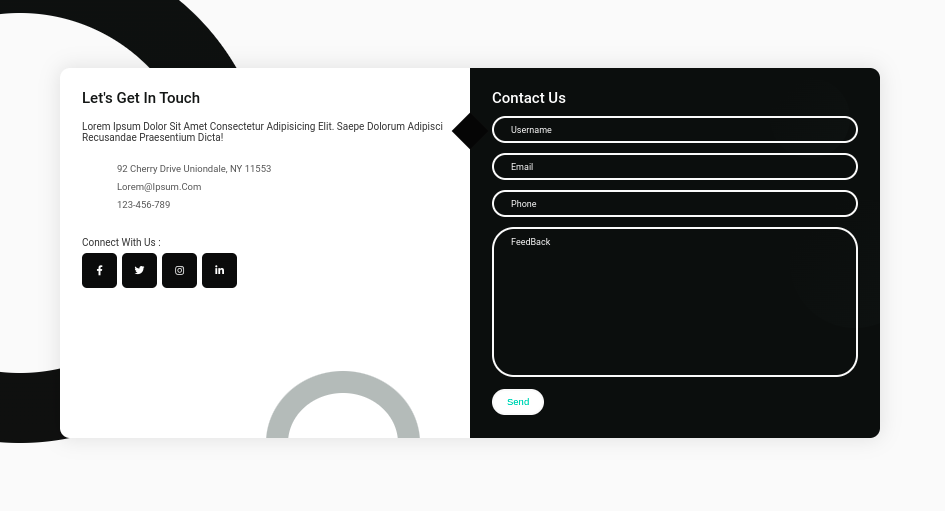 Let's Get In Touch
Lorem Ipsum Dolor Sit Amet Consectetur Adipisicing Elit. Saepe Dolorum Adipisci
Recusandae Praesentium Dicta!
92 Cherry Drive Uniondale, NY 11553
Lorem@Ipsum.Com
123-456-789
Connect With Us :
Contact Us
Username
Email
Phone
FeedBack
Send